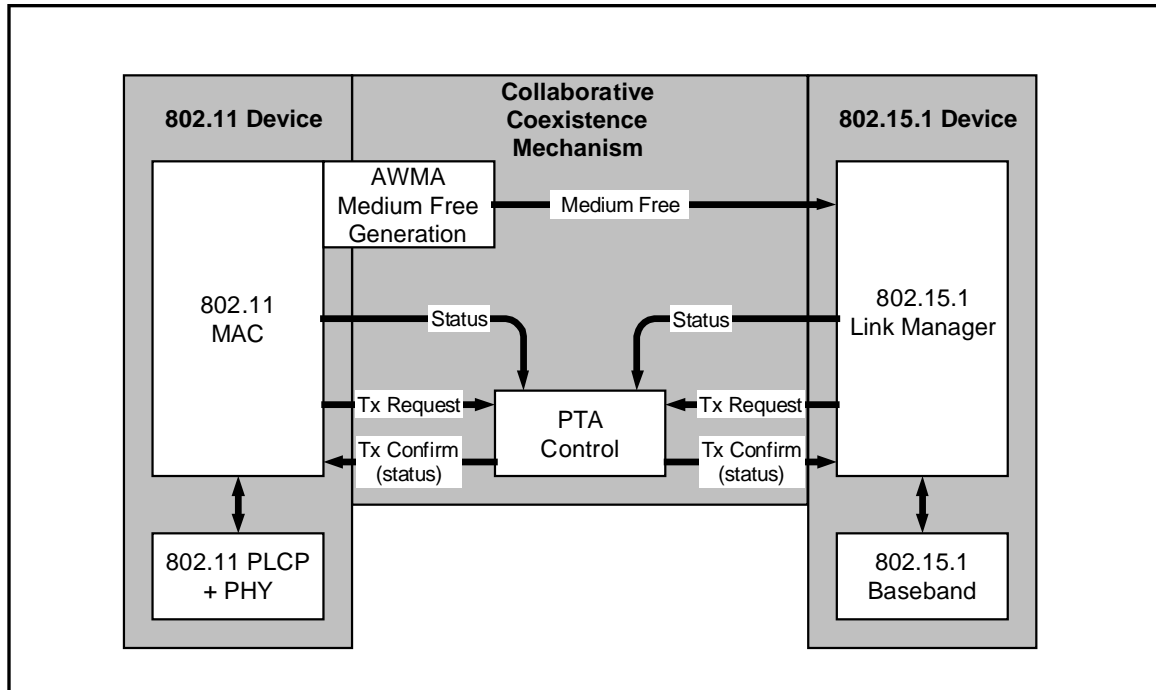 802.11 Device
Collaborative
Coexistence
Mechanism
802.15.1 Device
AWMA
Medium Free
Generation
Medium Free
802.11
MAC
Status
Status
802.15.1
Link Manager
Tx Request
PTA
Control
Tx Request
Tx Confirm
(status)
Tx Confirm
(status)
802.11 PLCP
+ PHY
802.15.1
Baseband